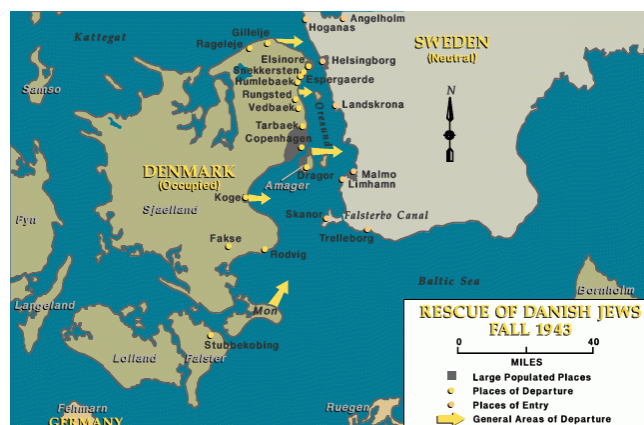 Angelholm
Hoganas
Gillelje
Kattegat
Rageleje
SWEDEN
(Neutral)
Elsinore
Helsingborg
Snekkersten
Espergaerde
Humlebaek
Samso
Rungsted
Vedbaek
Oresund
Landskrona
N
Tarbaek
Copenhagen
DENMARK
(Occupied)
Dragor
Malmo
Limhamn
Amager
Koge
Sjaelland
Skanor
Falsterbo Canal
Fyn
Trelleborg
Fakse
Rodvig
Baltic Sea
Langeland
Bornholm
Mon
RESCUE OF DANISH JEWS
FALL 1943
Stubbekobing
0 40
Lolland
Falster
MILES
Large Populated Places
Places of Departure
Fehmarn
Ruegen
Places of Entry
GERMANY
General Areas of Departure